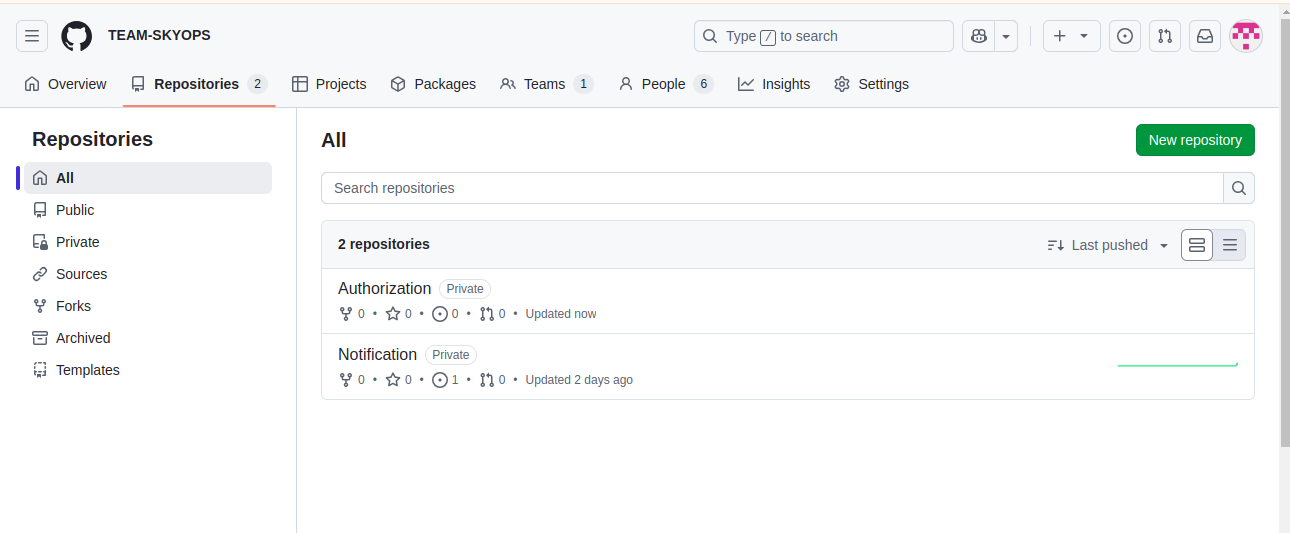 TEAM-SKYOPS
Type / to search
Overview
Repositories 2
Projects
Packages
Teams 1
People 6
Insights
Settings
Repositories
All
Public
Private
Sources
Forks
Archived
Templates
All
New repository
Search repositories
2 repositories
Last pushed
Authorization Private
0 • 0 • 0 • 0 • Updated now
Notification Private
0 • 0 • 1 • 0 • Updated 2 days ago